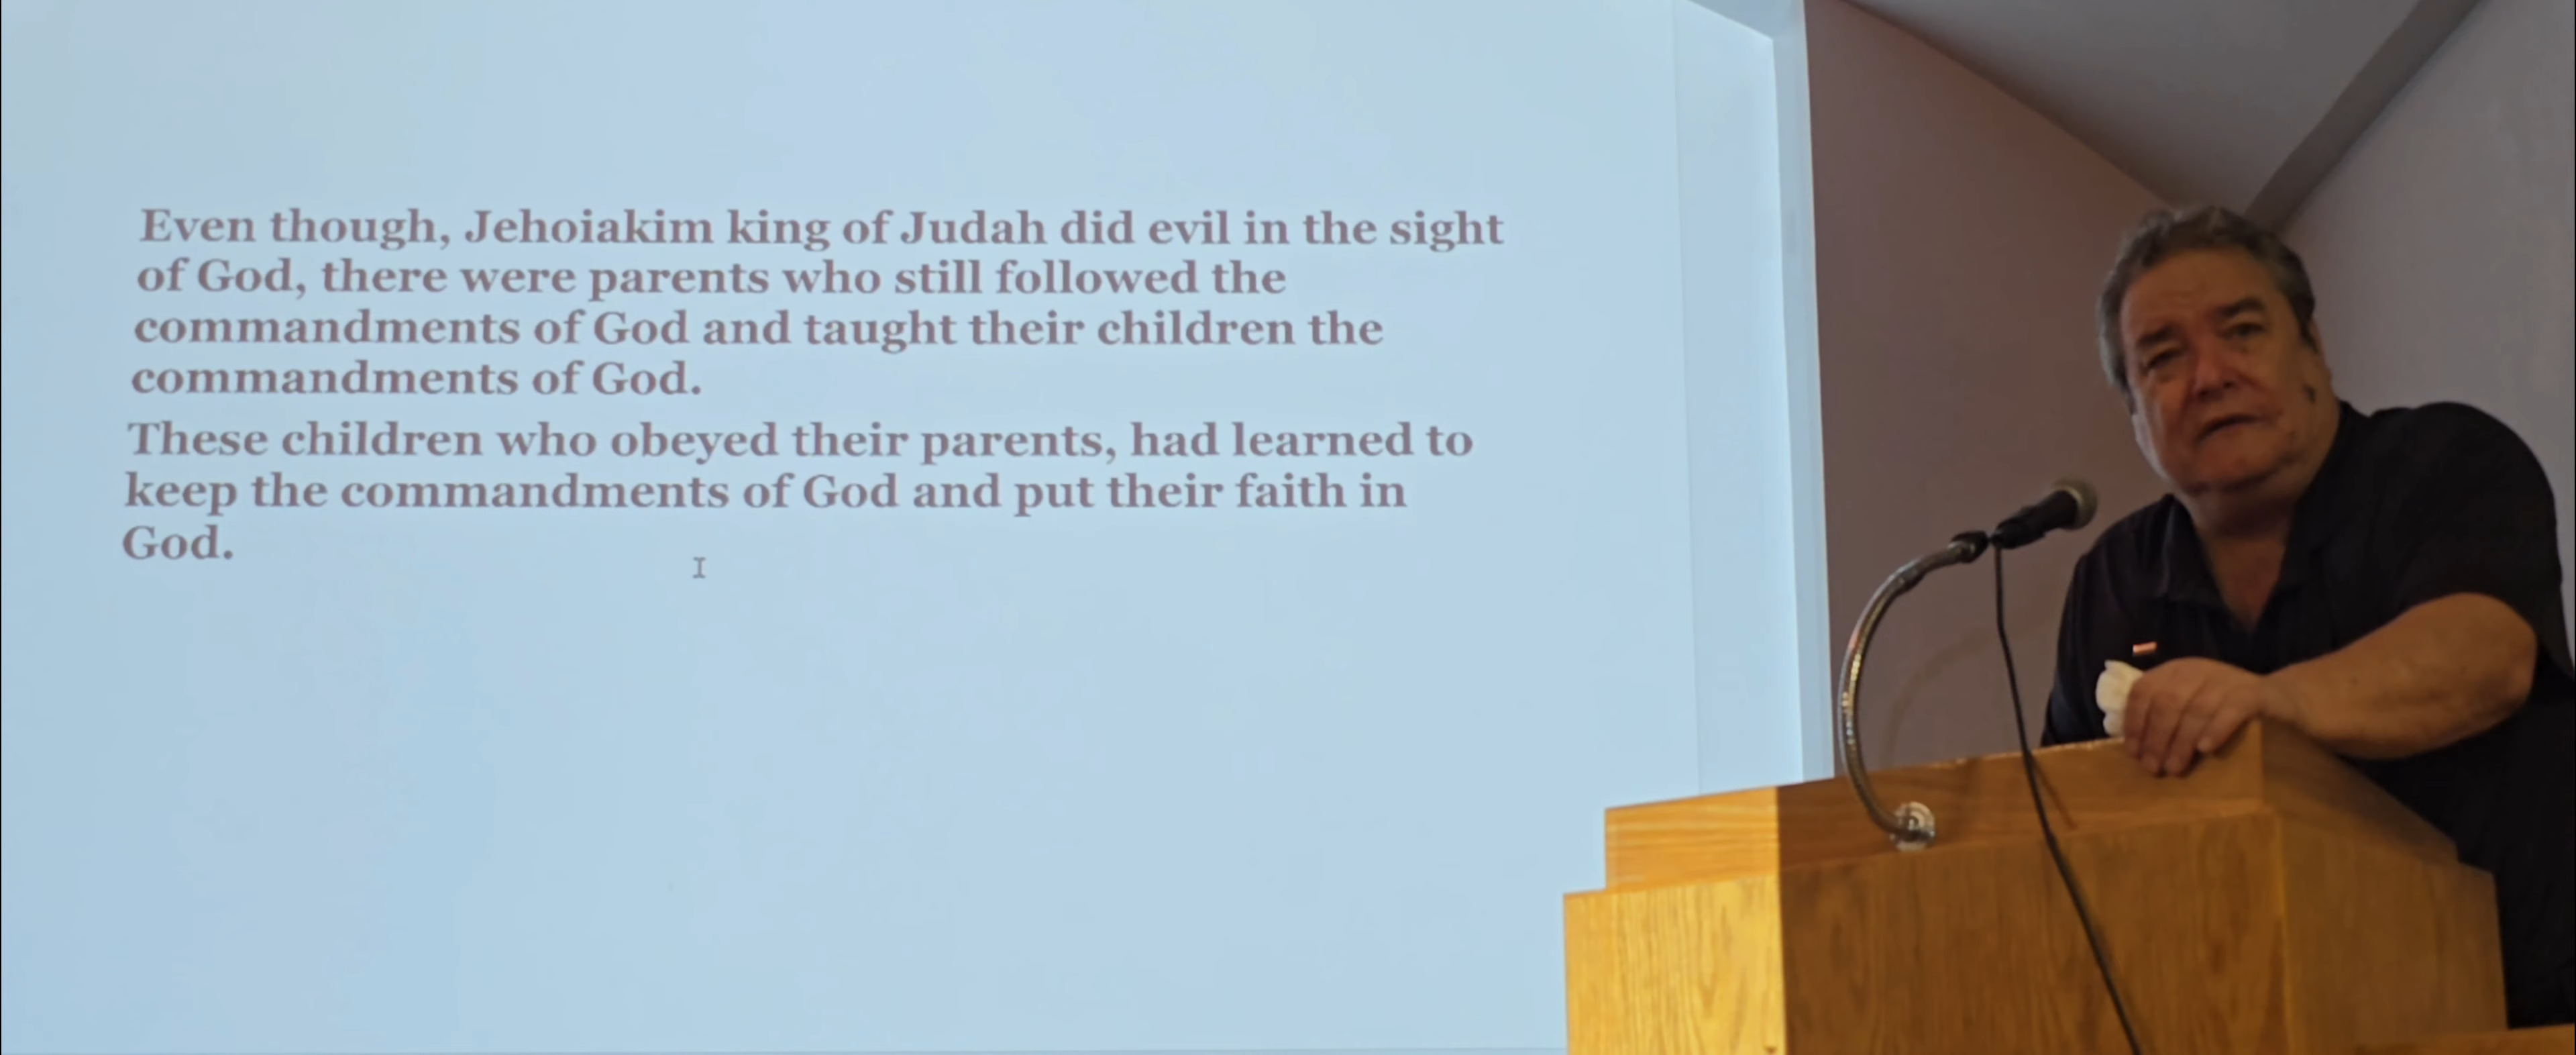 Even though, Jehoiakim king of Judah did evil in the sight
of God, there were parents who still followed the
commandments of God and taught their children the
commandments of God.
These children who obeyed their parents, had learned to
keep the commandments of God and put their faith in
God.